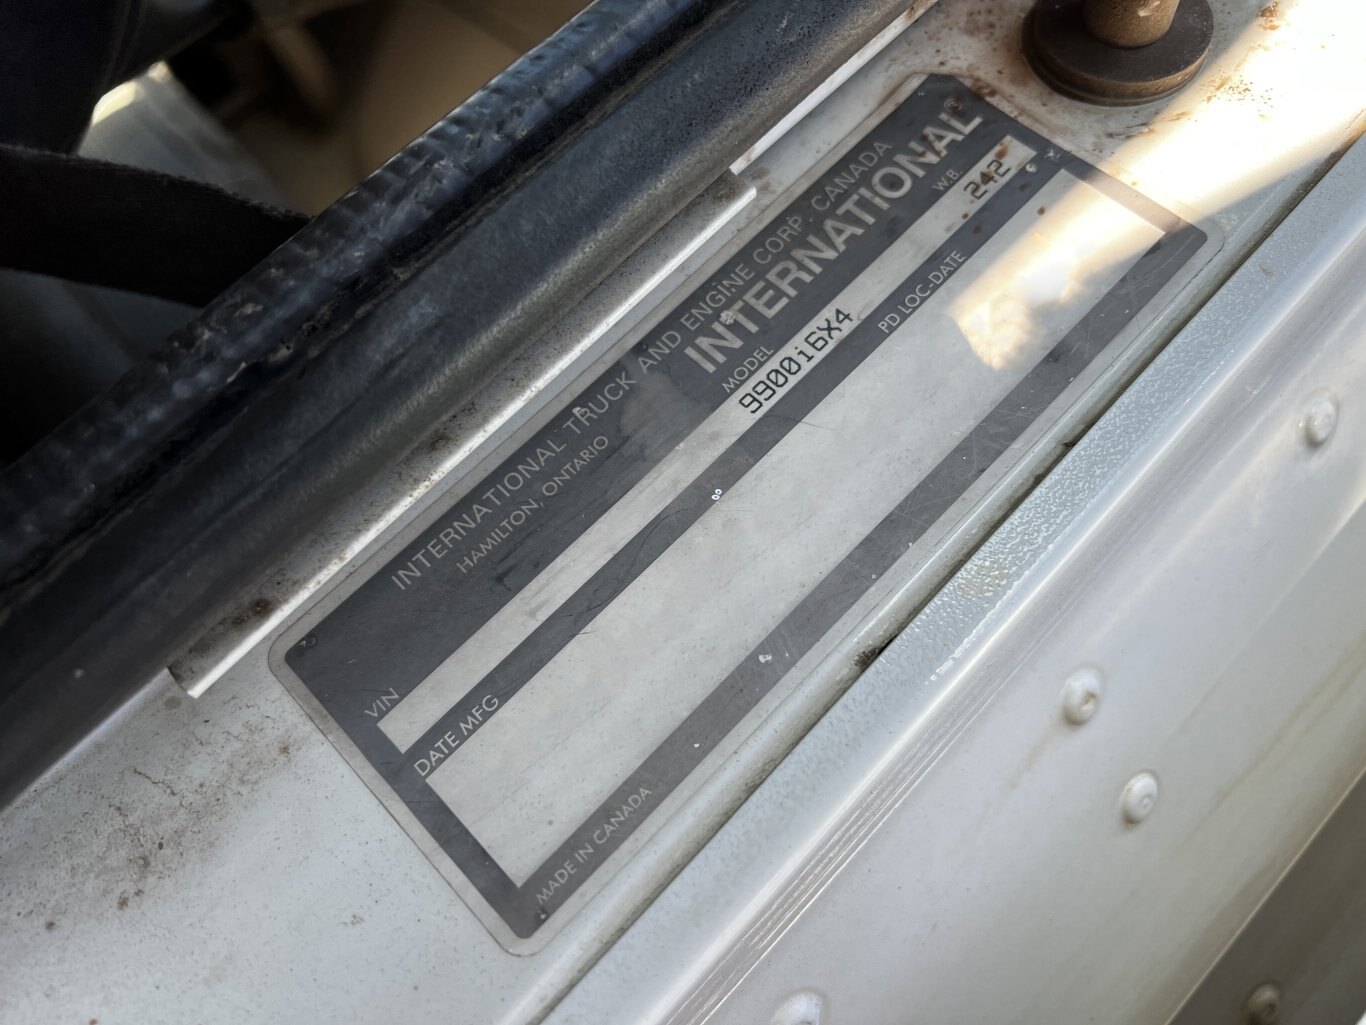 INTERNATIONAL TRUCK AND ENGINE CORP · CANADA
HAMILTON, ONTARIO
INTERNATIONAL®
VIN
MODEL
W.B.
9900i6X4
242
DATE MFG
PD LOC-DATE
MADE IN CANADA